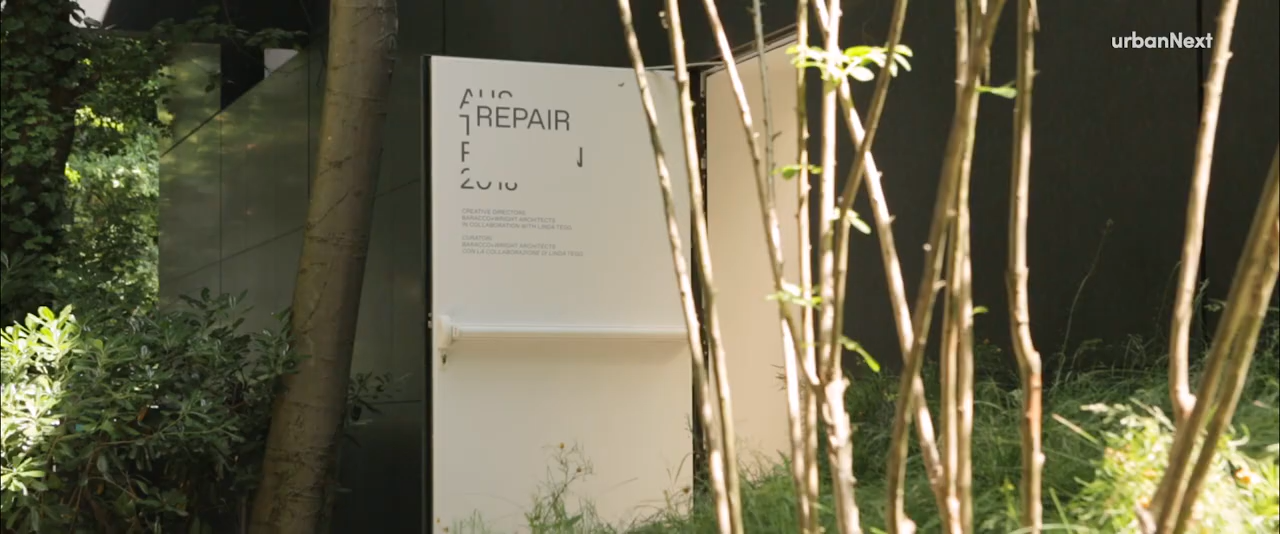 urbanNext
REPAIR
2018
CREATIVE DIRECTORS
BARACCO+WRIGHT ARCHITECTS
IN COLLABORATION WITH LINDA TEGG
CURATORI
BARACCO+WRIGHT ARCHITECTS
CON LA COLLABORAZIONE DI LINDA TEGG